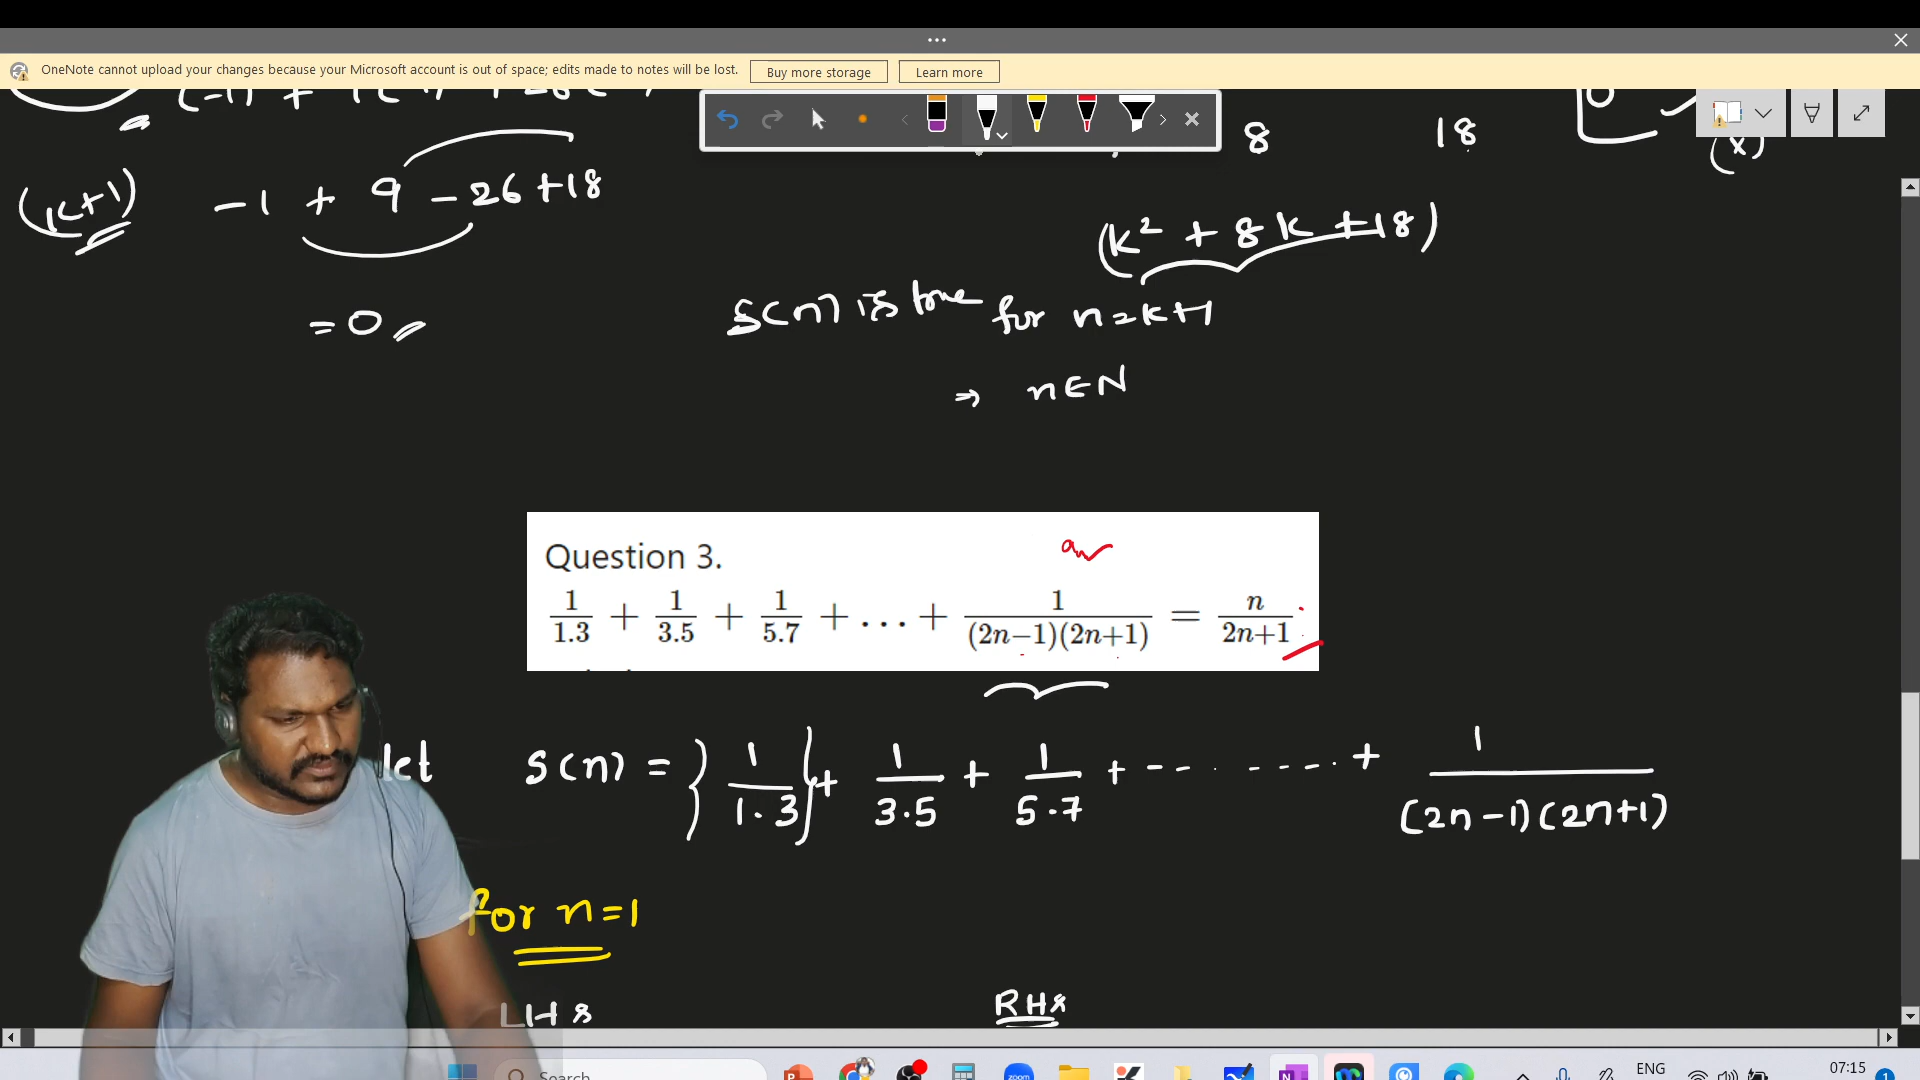 OneNote cannot upload your changes because your Microsoft account is out of space; edits made to notes will be lost. Buy more storage Learn more
8 18
(x)
(k+1) -1 + 9 - 26 + 18
(k² + 8k + 18)
= 0
S(n) is true for n = k+1
⇒ n ∈ N
Question 3.
aₙ
1/1.3 + 1/3.5 + 1/5.7 + ... + 1/((2n−1)(2n+1)) = n/(2n+1)
let S(n) = { 1/1.3 } + 1/3.5 + 1/5.7 + - - - - - - - + 1/((2n-1)(2n+1))
for n=1
LHS RHS
Search
ENG
07:15